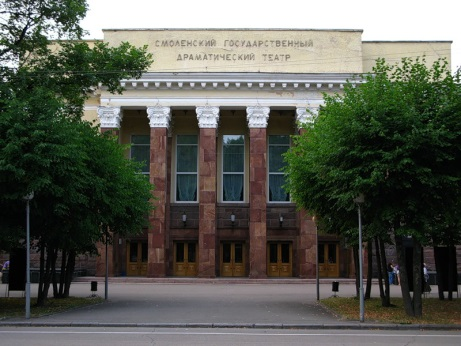 СМОЛЕНСКИЙ ГОСУДАРСТВЕННЫЙ
ДРАМАТИЧЕСКИЙ ТЕАТР